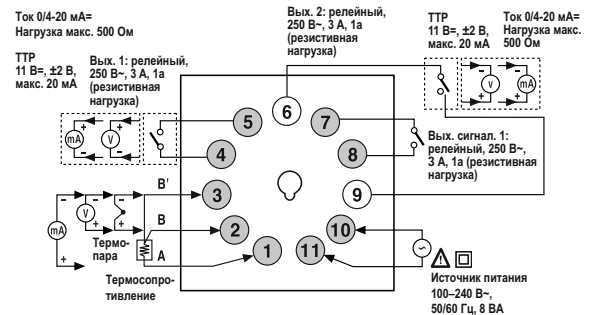 Ток 0/4-20 мА=
Нагрузка макс. 500 Ом
ТТР
11 В=, ±2 В,
макс. 20 мА
Вых. 1: релейный,
250 В~, 3 А, 1а
(резистивная
нагрузка)
Вых. 2: релейный,
250 В~, 3 А, 1а
(резистивная
нагрузка)
ТТР
11 В=, ±2 В,
макс. 20 мА
Ток 0/4-20 мА=
Нагрузка макс.
500 Ом
mA
V
V
mA
+
+
−
−
−
−
+
+
5
6
7
4
8
3
9
2
10
1
11
Вых. сигнал. 1:
релейный, 250 В~,
3 А, 1а (резистивная
нагрузка)
mA
V
−
−
−
+
+
+
B'
B
A
Термо-
пара
Термосопро-
тивление
~
Источник питания
100–240 В~,
50/60 Гц, 8 ВА